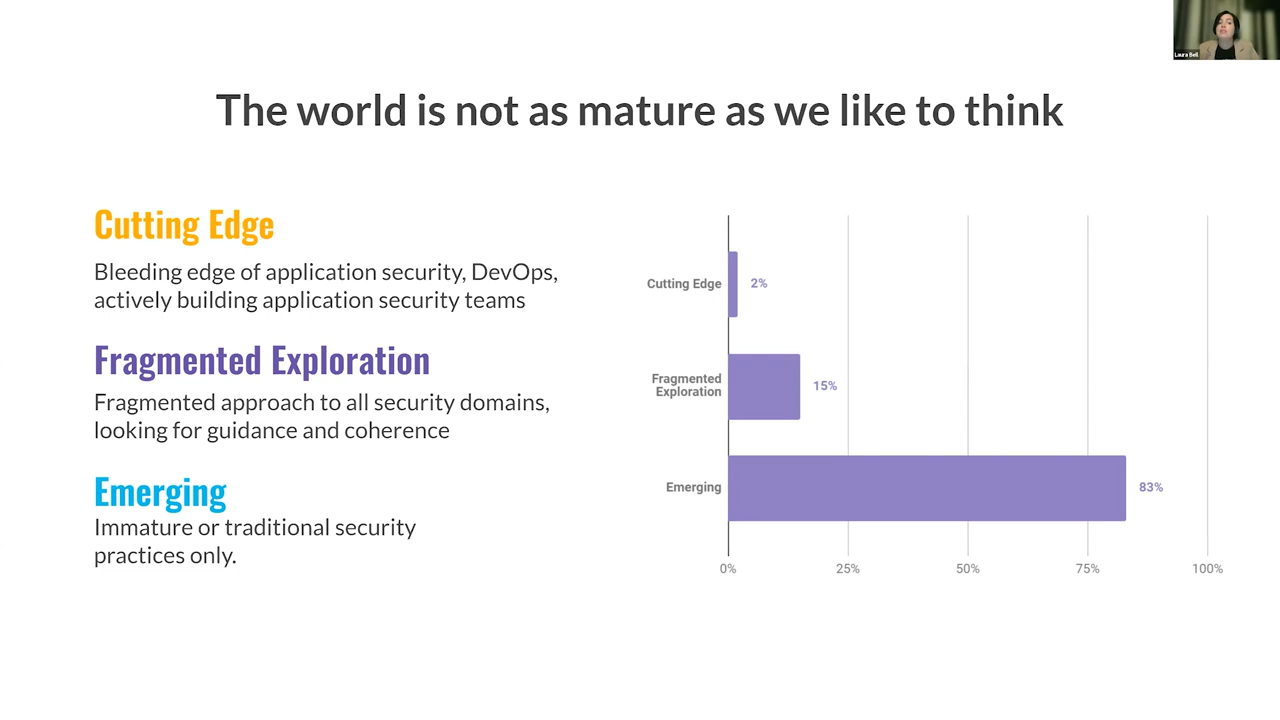 Laura Bell
The world is not as mature as we like to think
Cutting Edge
Bleeding edge of application security, DevOps,
actively building application security teams
Fragmented Exploration
Fragmented approach to all security domains,
looking for guidance and coherence
Emerging
Immature or traditional security
practices only.
Cutting Edge
2%
Fragmented
Exploration
15%
Emerging
83%
0%
25%
50%
75%
100%